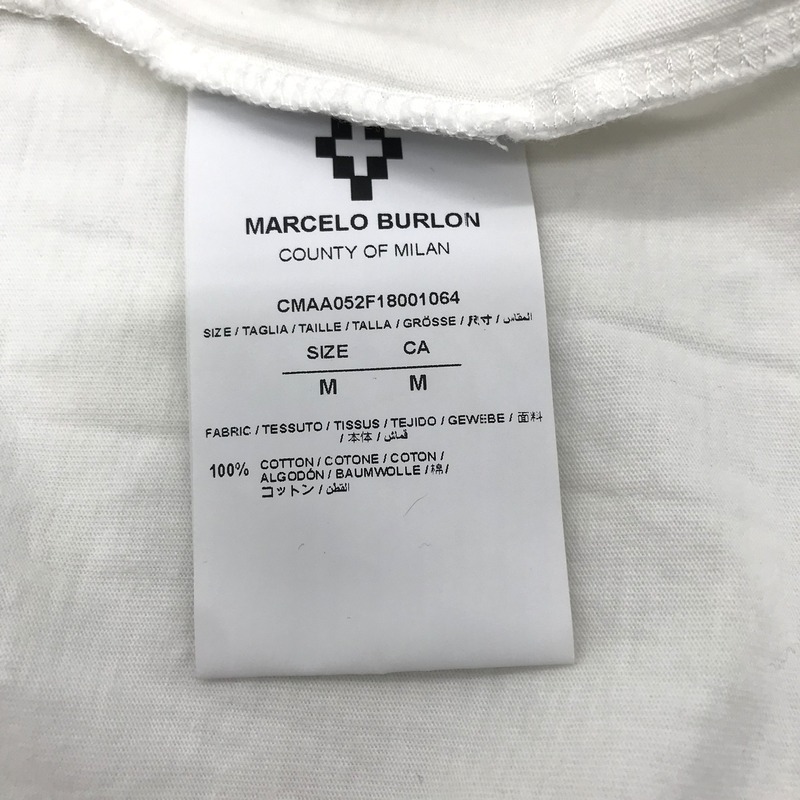 MARCELO BURLON
COUNTY OF MILAN
CMAA052F18001064
SIZE / TAGLIA / TAILLE / TALLA / GRÖSSE / 尺寸 / المقاس
SIZE CA
M M
FABRIC / TESSUTO / TISSUS / TEJIDO / GEWEBE / 面料
/ 本体 / قماش
100% COTTON / COTONE / COTON /
ALGODÓN / BAUMWOLLE / 棉 /
コットン / القطن